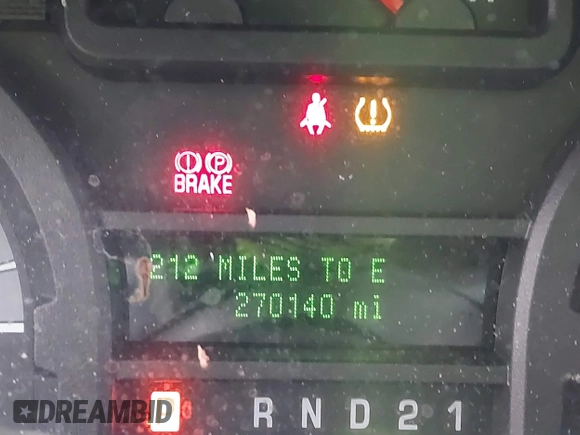 BRAKE
212 MILES TO E
270140 mi
R N D 2 1
DREAMBID